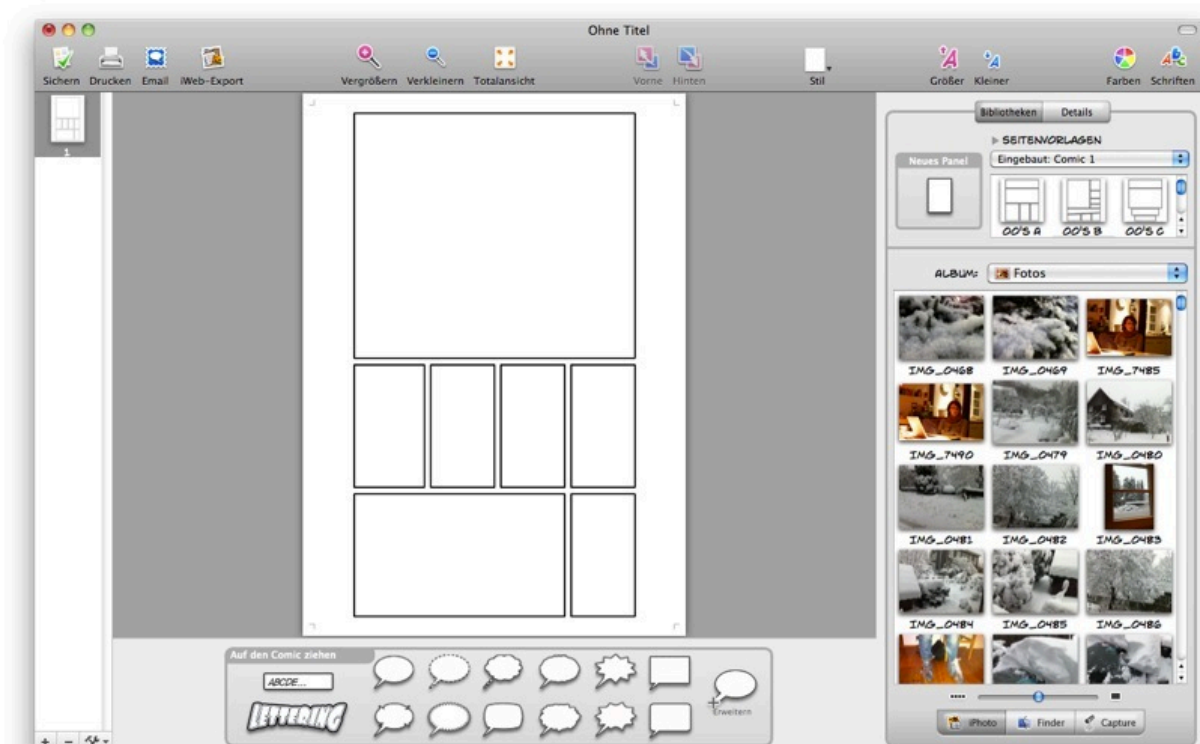 Ohne Titel
Sichern Drucken Email iWeb-Export Vergrößern Verkleinern Totalansicht Vorne Hinten Stil Größer Kleiner Farben Schriften
1
Bibliotheken Details
SEITENVORLAGEN
Neues Panel
Eingebaut: Comic 1
OO'S A OO'S B OO'S C
ALBUM: Fotos
IMG_0468 IMG_0469 IMG_7485
IMG_7490 IMG_0479 IMG_0480
IMG_0481 IMG_0482 IMG_0483
IMG_0484 IMG_0485 IMG_0486
Auf den Comic ziehen
ABCDE...
LETTERING
Erweitern
iPhoto Finder Capture